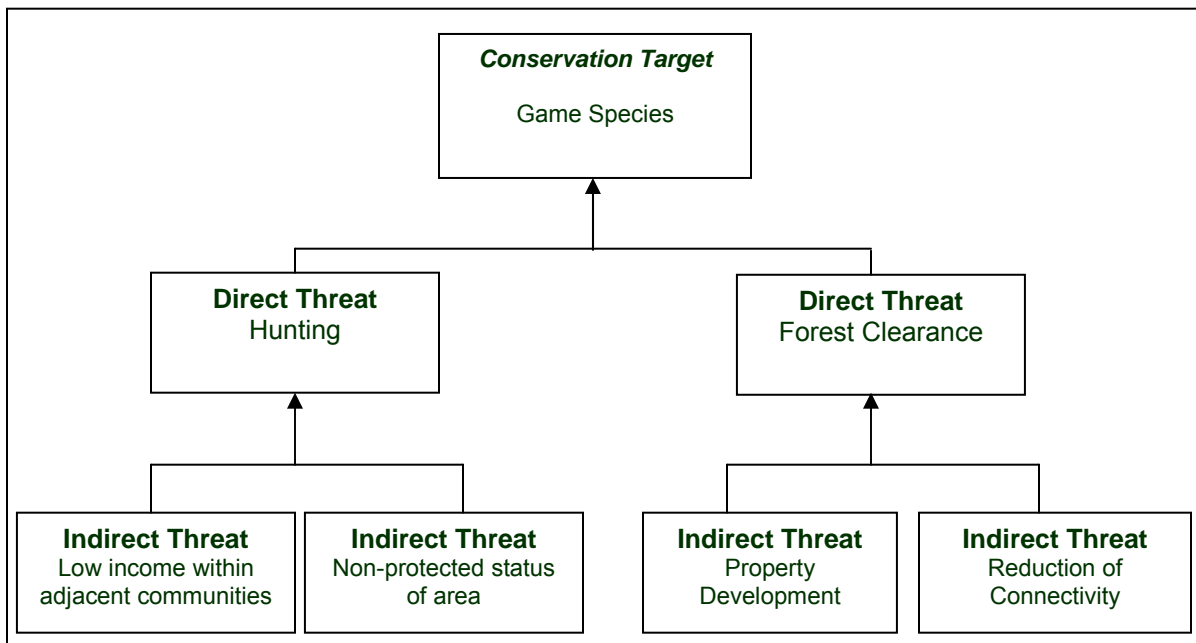 Conservation Target
Game Species
Direct Threat
Hunting
Direct Threat
Forest Clearance
Indirect Threat
Low income within
adjacent communities
Indirect Threat
Non-protected status
of area
Indirect Threat
Property
Development
Indirect Threat
Reduction of
Connectivity